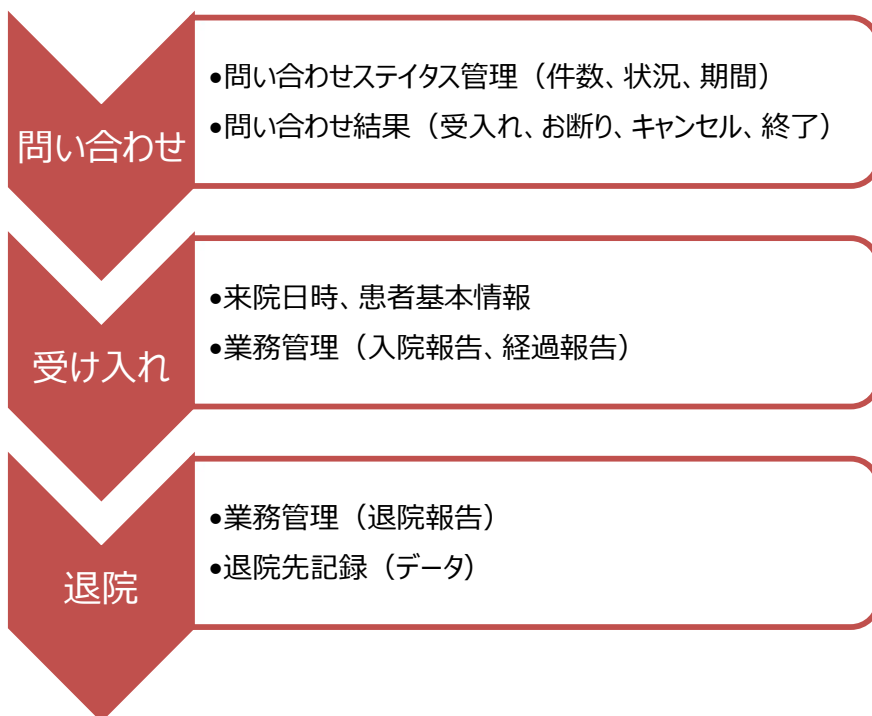 問い合わせ
•問い合わせステイタス管理（件数、状況、期間）
•問い合わせ結果（受入れ、お断り、キャンセル、終了）
受け入れ
•来院日時、患者基本情報
•業務管理（入院報告、経過報告）
退院
•業務管理（退院報告）
•退院先記録（データ）